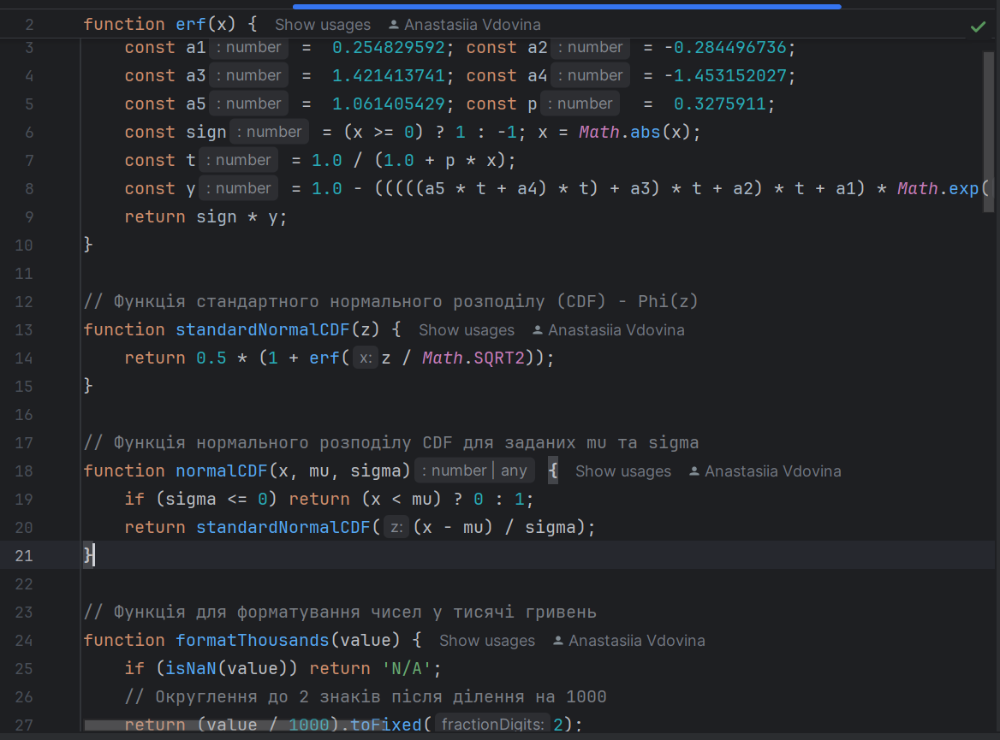 2 function erf(x) { Show usages Anastasiia Vdovina
3 const a1 : number = 0.254829592; const a2 : number = -0.284496736;
4 const a3 : number = 1.421413741; const a4 : number = -1.453152027;
5 const a5 : number = 1.061405429; const p : number = 0.3275911;
6 const sign : number = (x >= 0) ? 1 : -1; x = Math.abs(x);
7 const t : number = 1.0 / (1.0 + p * x);
8 const y : number = 1.0 - (((((a5 * t + a4) * t) + a3) * t + a2) * t + a1) * Math.exp(
9 return sign * y;
10 }
11
12 // Функція стандартного нормального розподілу (CDF) - Phi(z)
13 function standardNormalCDF(z) { Show usages Anastasiia Vdovina
14 return 0.5 * (1 + erf( x: z / Math.SQRT2));
15 }
16
17 // Функція нормального розподілу CDF для заданих mu та sigma
18 function normalCDF(x, mu, sigma) : number | any { Show usages Anastasiia Vdovina
19 if (sigma <= 0) return (x < mu) ? 0 : 1;
20 return standardNormalCDF( z: (x - mu) / sigma);
21 }
22
23 // Функція для форматування чисел у тисячі гривень
24 function formatThousands(value) { Show usages Anastasiia Vdovina
25 if (isNaN(value)) return 'N/A';
26 // Округлення до 2 знаків після ділення на 1000
27 return (value / 1000).toFixed( fractionDigits: 2);